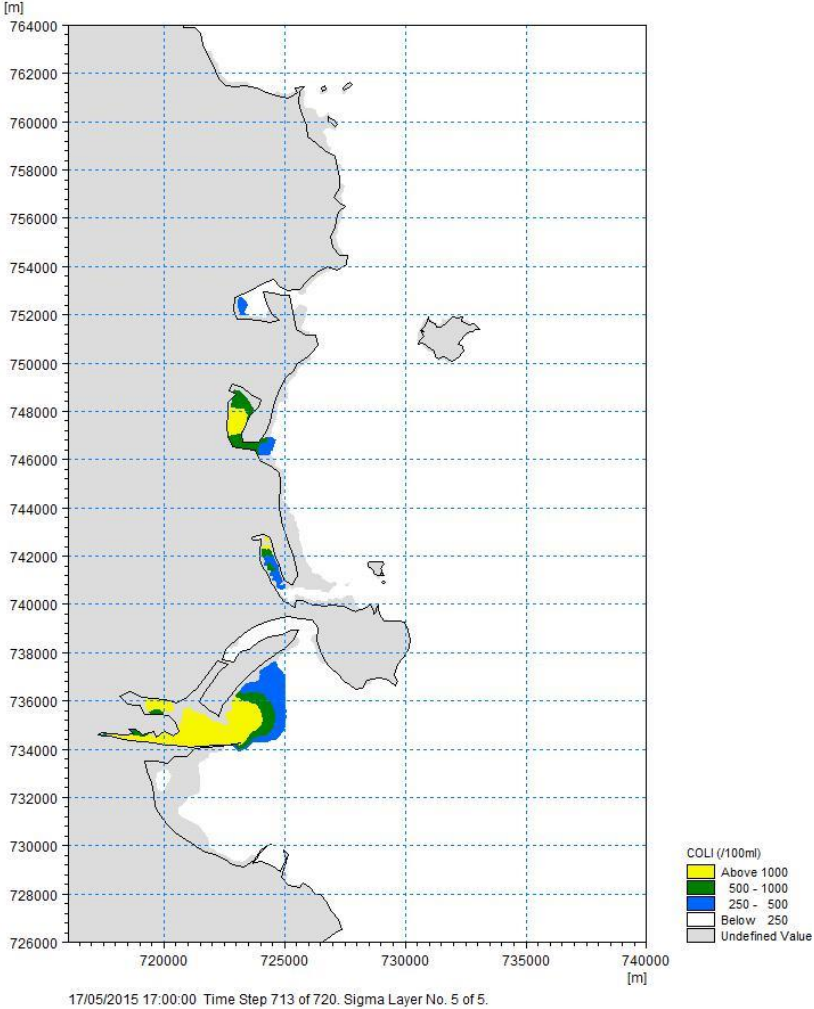 [m]
764000
762000
760000
758000
756000
754000
752000
750000
748000
746000
744000
742000
740000
738000
736000
734000
732000
730000
728000
726000
720000 725000 730000 735000 740000
[m]
COLI (/100ml)
Above 1000
500 - 1000
250 - 500
Below 250
Undefined Value
17/05/2015 17:00:00 Time Step 713 of 720. Sigma Layer No. 5 of 5.